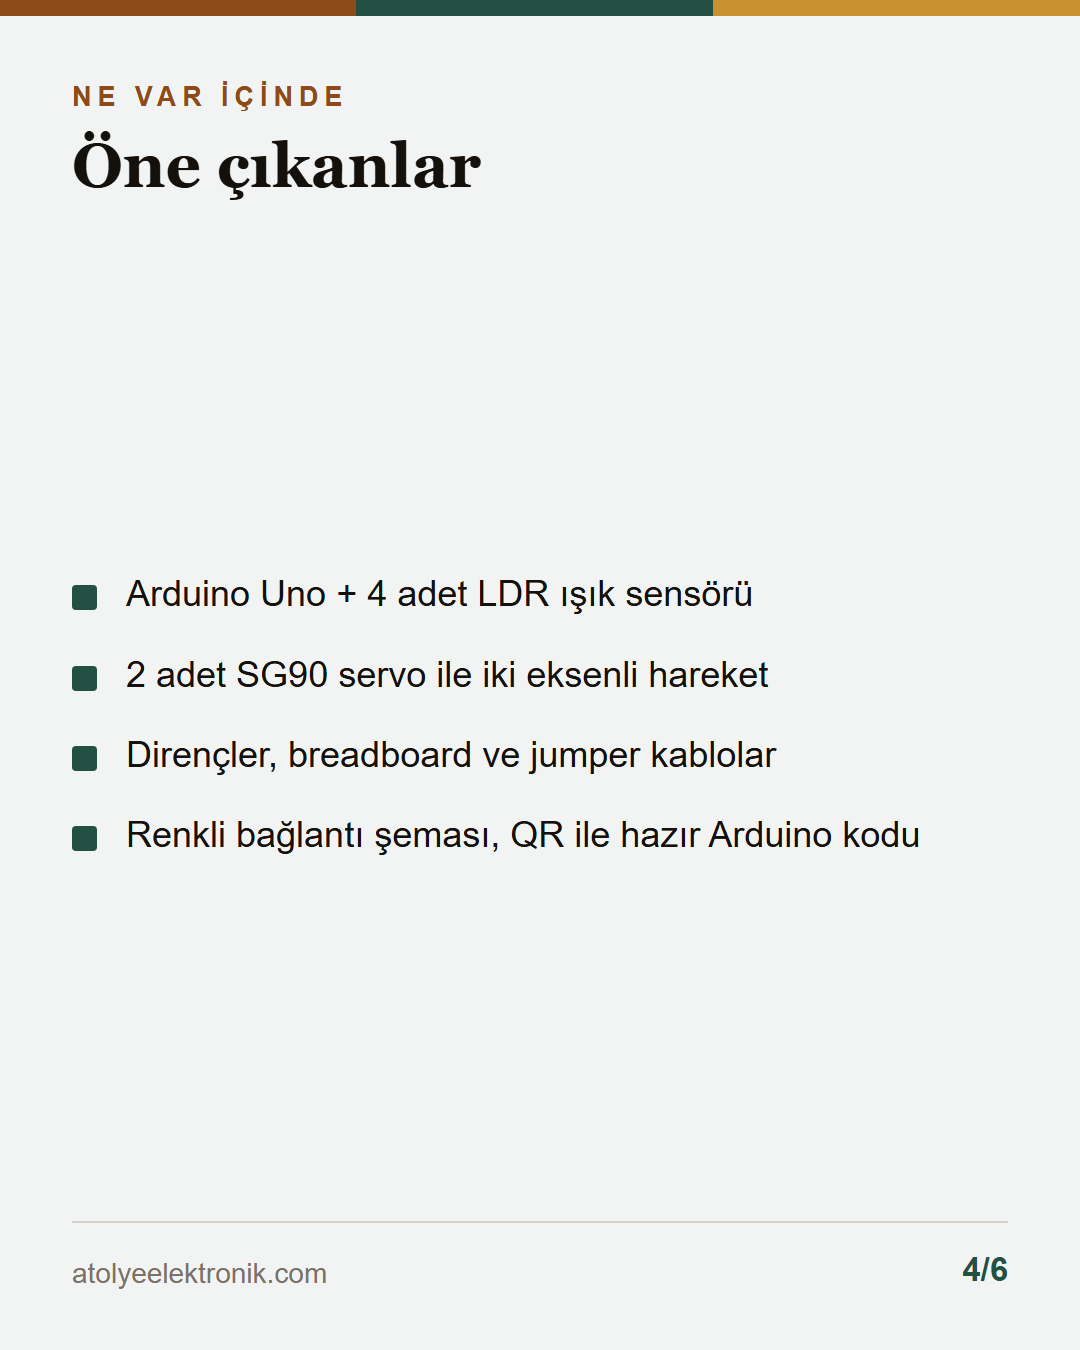 NE VAR İÇİNDE
Öne çıkanlar
Arduino Uno + 4 adet LDR ışık sensörü
2 adet SG90 servo ile iki eksenli hareket
Dirençler, breadboard ve jumper kablolar
Renkli bağlantı şeması, QR ile hazır Arduino kodu
atolyeelektronik.com
4/6